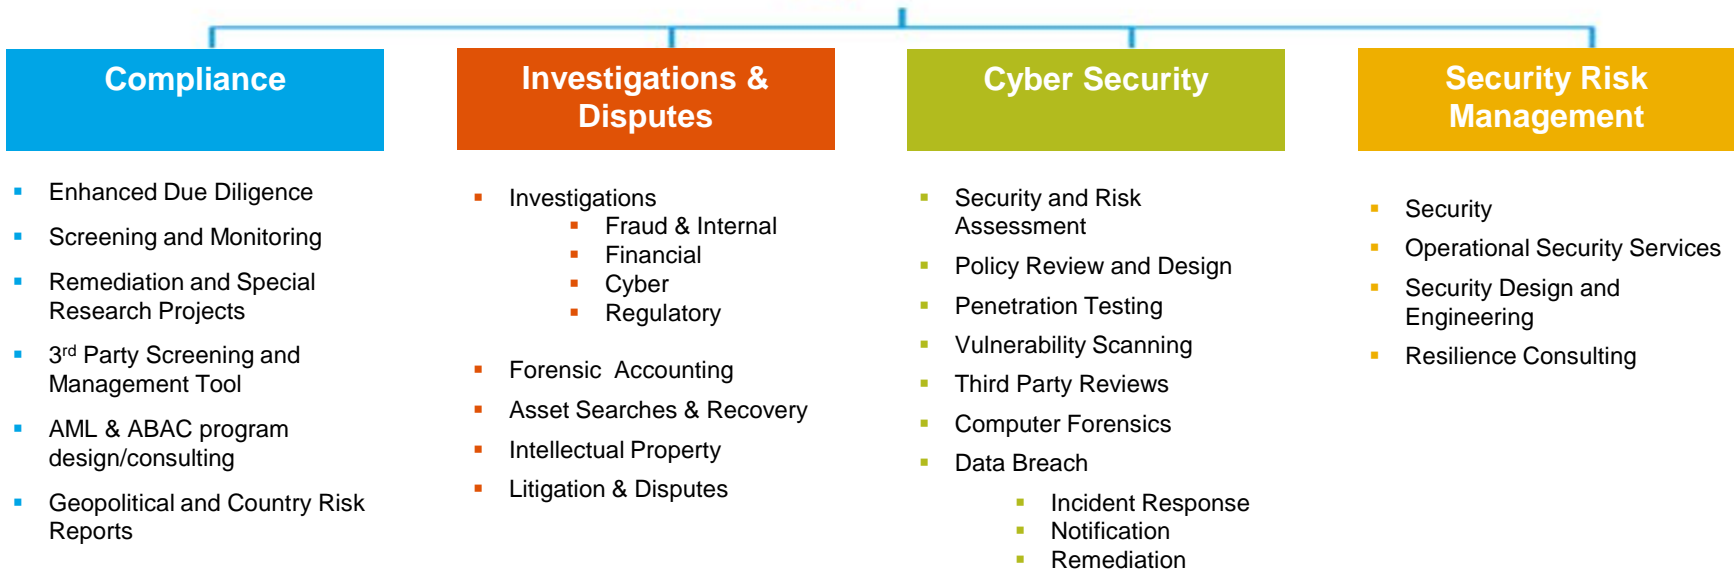 Compliance
Enhanced Due Diligence
Screening and Monitoring
Remediation and Special
Research Projects
3rd Party Screening and
Management Tool
AML & ABAC program
design/consulting
Geopolitical and Country Risk
Reports
Investigations &
Disputes
Investigations
Fraud & Internal
Financial
Cyber
Regulatory
Forensic Accounting
Asset Searches & Recovery
Intellectual Property
Litigation & Disputes
Cyber Security
Security and Risk
Assessment
Policy Review and Design
Penetration Testing
Vulnerability Scanning
Third Party Reviews
Computer Forensics
Data Breach
Incident Response
Notification
Remediation
Security Risk
Management
Security
Operational Security Services
Security Design and
Engineering
Resilience Consulting